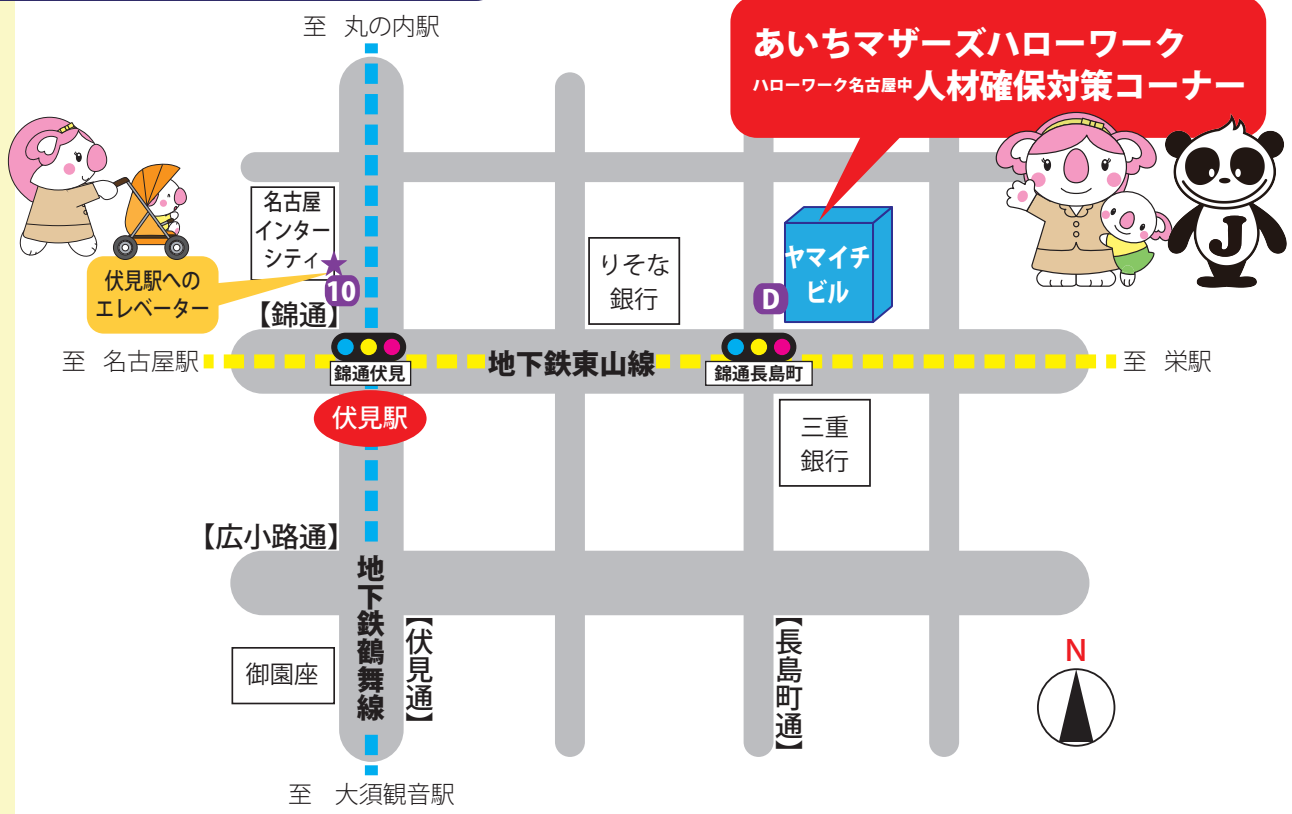 至 丸の内駅
あいちマザーズハローワーク
ハローワーク名古屋中 人材確保対策コーナー
名古屋
インター
シティ
10
伏見駅への
エレベーター
【錦通】
りそな
銀行
ヤマイチ
ビル
D
J
至 名古屋駅
錦通伏見
地下鉄東山線
錦通長島町
至 栄駅
伏見駅
三重
銀行
【広小路通】
地下鉄鶴舞線
御園座
【伏見通】
【長島町通】
N
至 大須観音駅